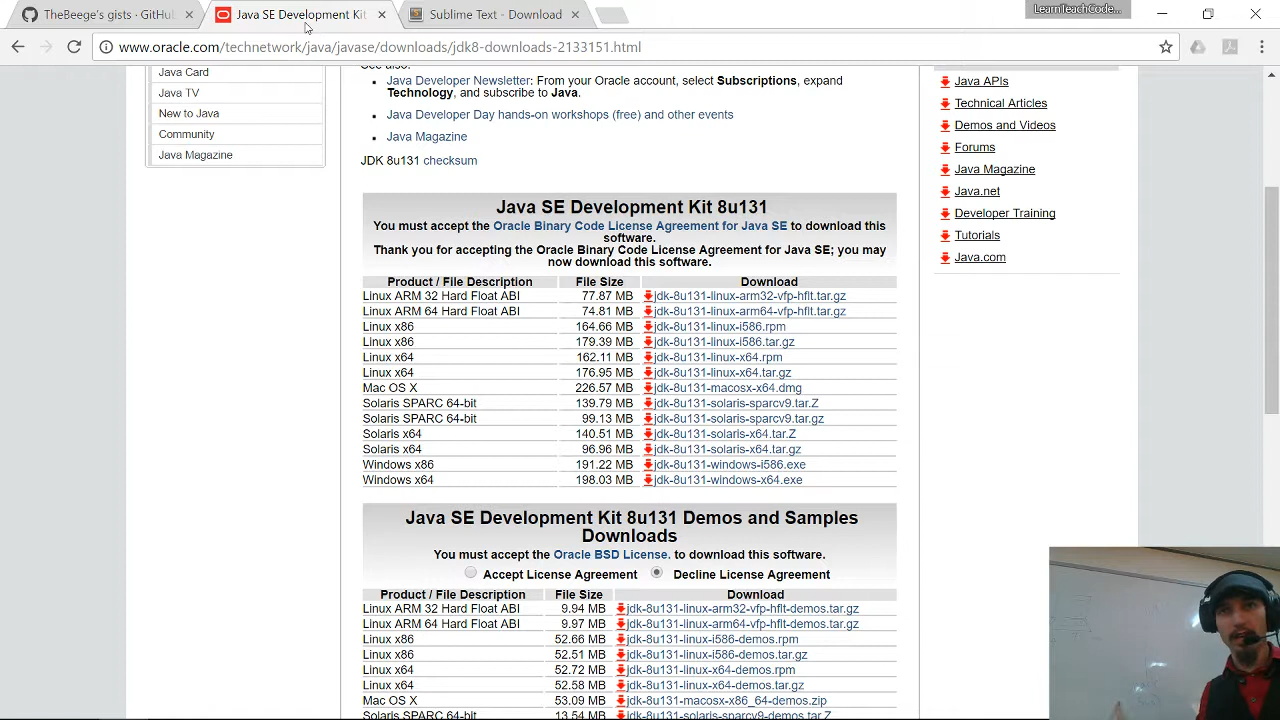 TheBeege's gists · GitHub
Java SE Development Kit
Sublime Text - Download
LearnTeachCode...
www.oracle.com/technetwork/java/javase/downloads/jdk8-downloads-2133151.html
Java Card
Java TV
New to Java
Community
Java Magazine
See also:
Java Developer Newsletter: From your Oracle account, select Subscriptions, expand
Technology, and subscribe to Java.
Java Developer Day hands-on workshops (free) and other events
Java Magazine
JDK 8u131 checksum
Java SE Development Kit 8u131
You must accept the Oracle Binary Code License Agreement for Java SE to download this
software.
Thank you for accepting the Oracle Binary Code License Agreement for Java SE; you may
now download this software.
Product / File Description File Size Download
Linux ARM 32 Hard Float ABI 77.87 MB jdk-8u131-linux-arm32-vfp-hflt.tar.gz
Linux ARM 64 Hard Float ABI 74.81 MB jdk-8u131-linux-arm64-vfp-hflt.tar.gz
Linux x86 164.66 MB jdk-8u131-linux-i586.rpm
Linux x86 179.39 MB jdk-8u131-linux-i586.tar.gz
Linux x64 162.11 MB jdk-8u131-linux-x64.rpm
Linux x64 176.95 MB jdk-8u131-linux-x64.tar.gz
Mac OS X 226.57 MB jdk-8u131-macosx-x64.dmg
Solaris SPARC 64-bit 139.79 MB jdk-8u131-solaris-sparcv9.tar.Z
Solaris SPARC 64-bit 99.13 MB jdk-8u131-solaris-sparcv9.tar.gz
Solaris x64 140.51 MB jdk-8u131-solaris-x64.tar.Z
Solaris x64 96.96 MB jdk-8u131-solaris-x64.tar.gz
Windows x86 191.22 MB jdk-8u131-windows-i586.exe
Windows x64 198.03 MB jdk-8u131-windows-x64.exe
Java SE Development Kit 8u131 Demos and Samples
Downloads
You must accept the Oracle BSD License. to download this software.
Accept License Agreement Decline License Agreement
Product / File Description File Size Download
Linux ARM 32 Hard Float ABI 9.94 MB jdk-8u131-linux-arm32-vfp-hflt-demos.tar.gz
Linux ARM 64 Hard Float ABI 9.97 MB jdk-8u131-linux-arm64-vfp-hflt-demos.tar.gz
Linux x86 52.66 MB jdk-8u131-linux-i586-demos.rpm
Linux x86 52.51 MB jdk-8u131-linux-i586-demos.tar.gz
Linux x64 52.72 MB jdk-8u131-linux-x64-demos.rpm
Linux x64 52.58 MB jdk-8u131-linux-x64-demos.tar.gz
Mac OS X 53.09 MB jdk-8u131-macosx-x86_64-demos.zip
Solaris SPARC 64-bit 13.54 MB jdk-8u131-solaris-sparcv9-demos.tar.Z
Java APIs
Technical Articles
Demos and Videos
Forums
Java Magazine
Java.net
Developer Training
Tutorials
Java.com